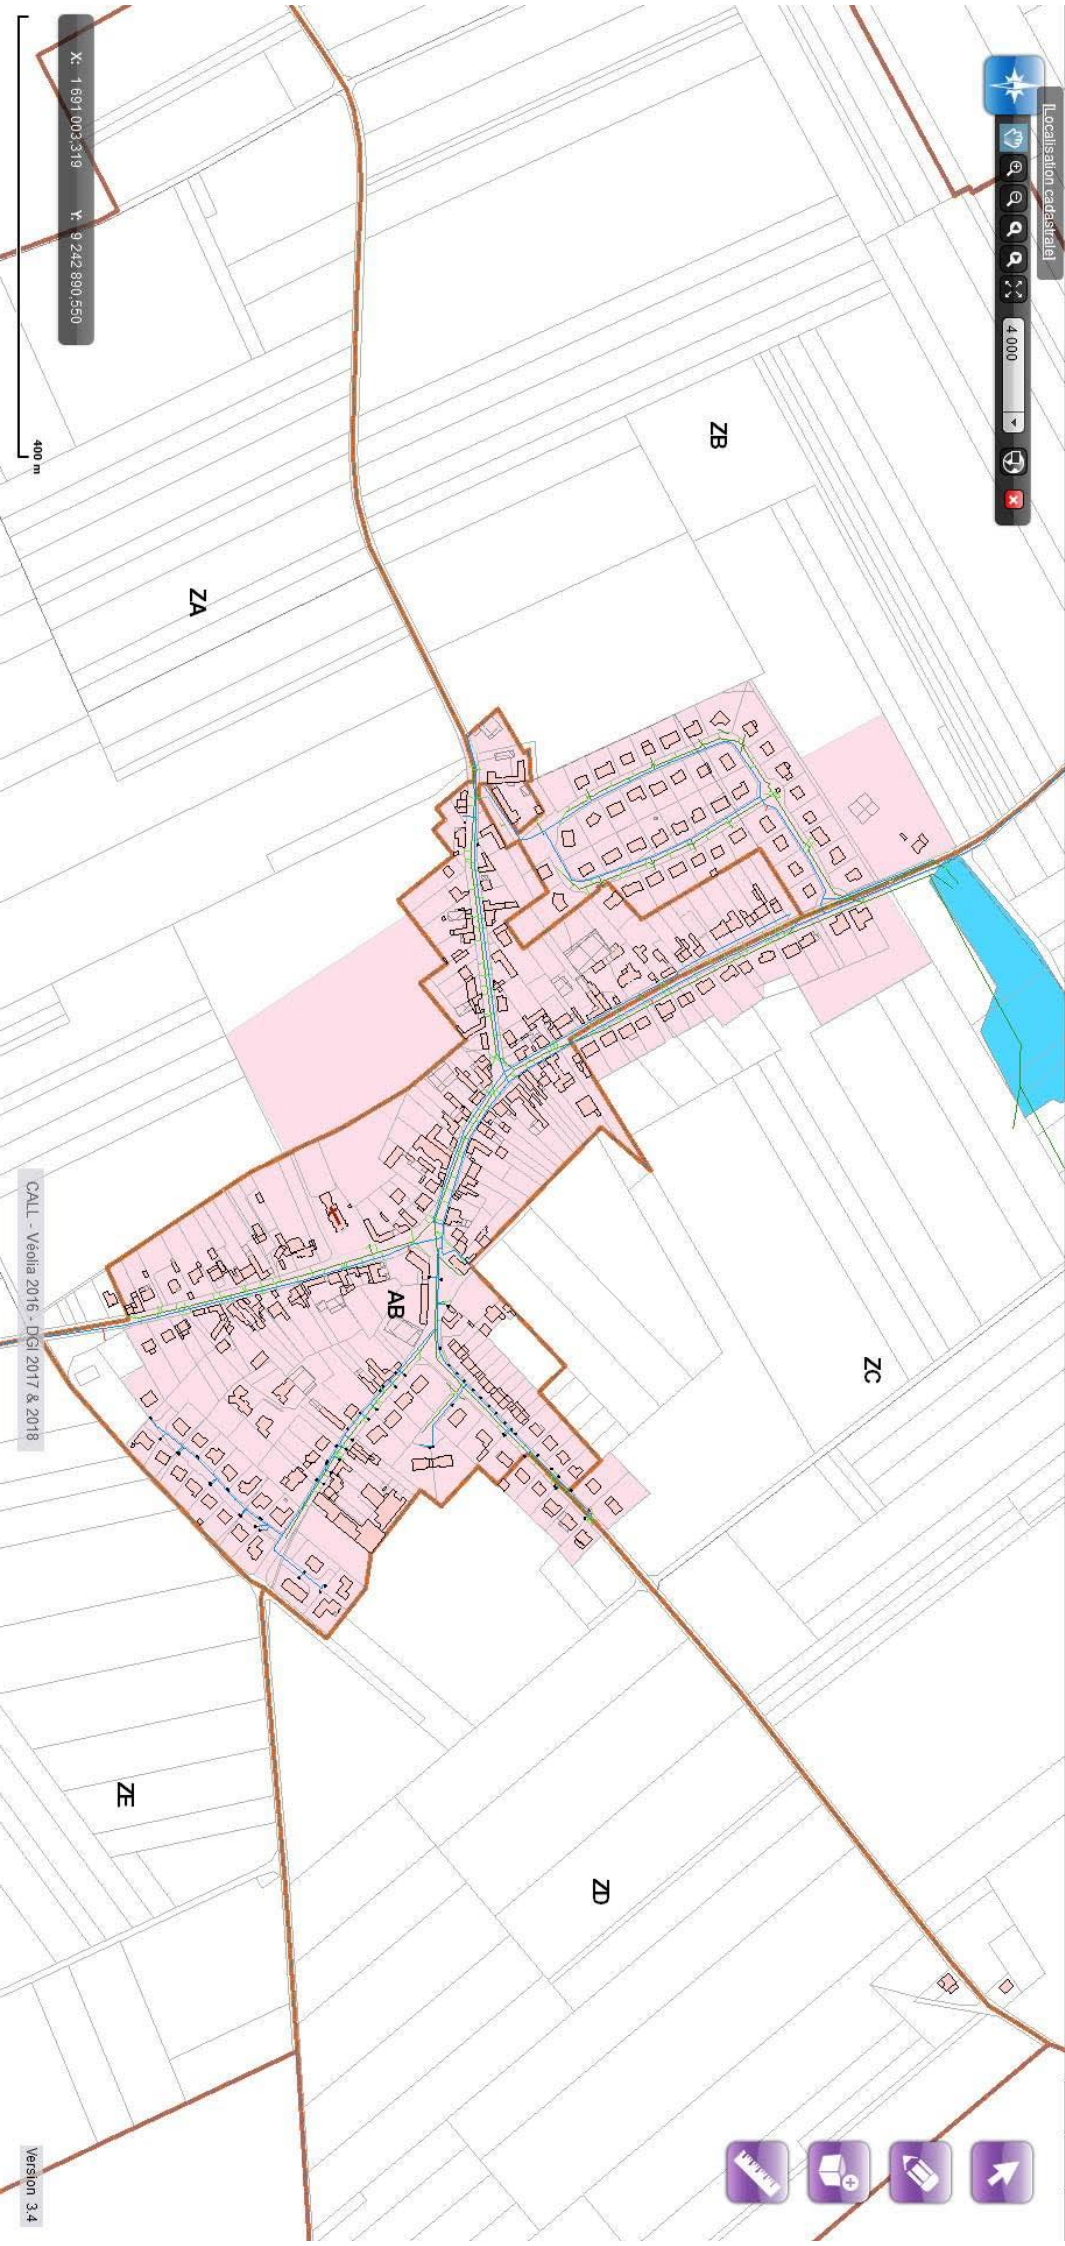 [Localisation cadastrale]
4 000
ZB
ZC
ZA
AB
ZD
ZE
X: 1 691 003,319 Y: 9 242 890,550
400 m
CALL - Véolia 2016 - DGI 2017 & 2018
Version 3.4